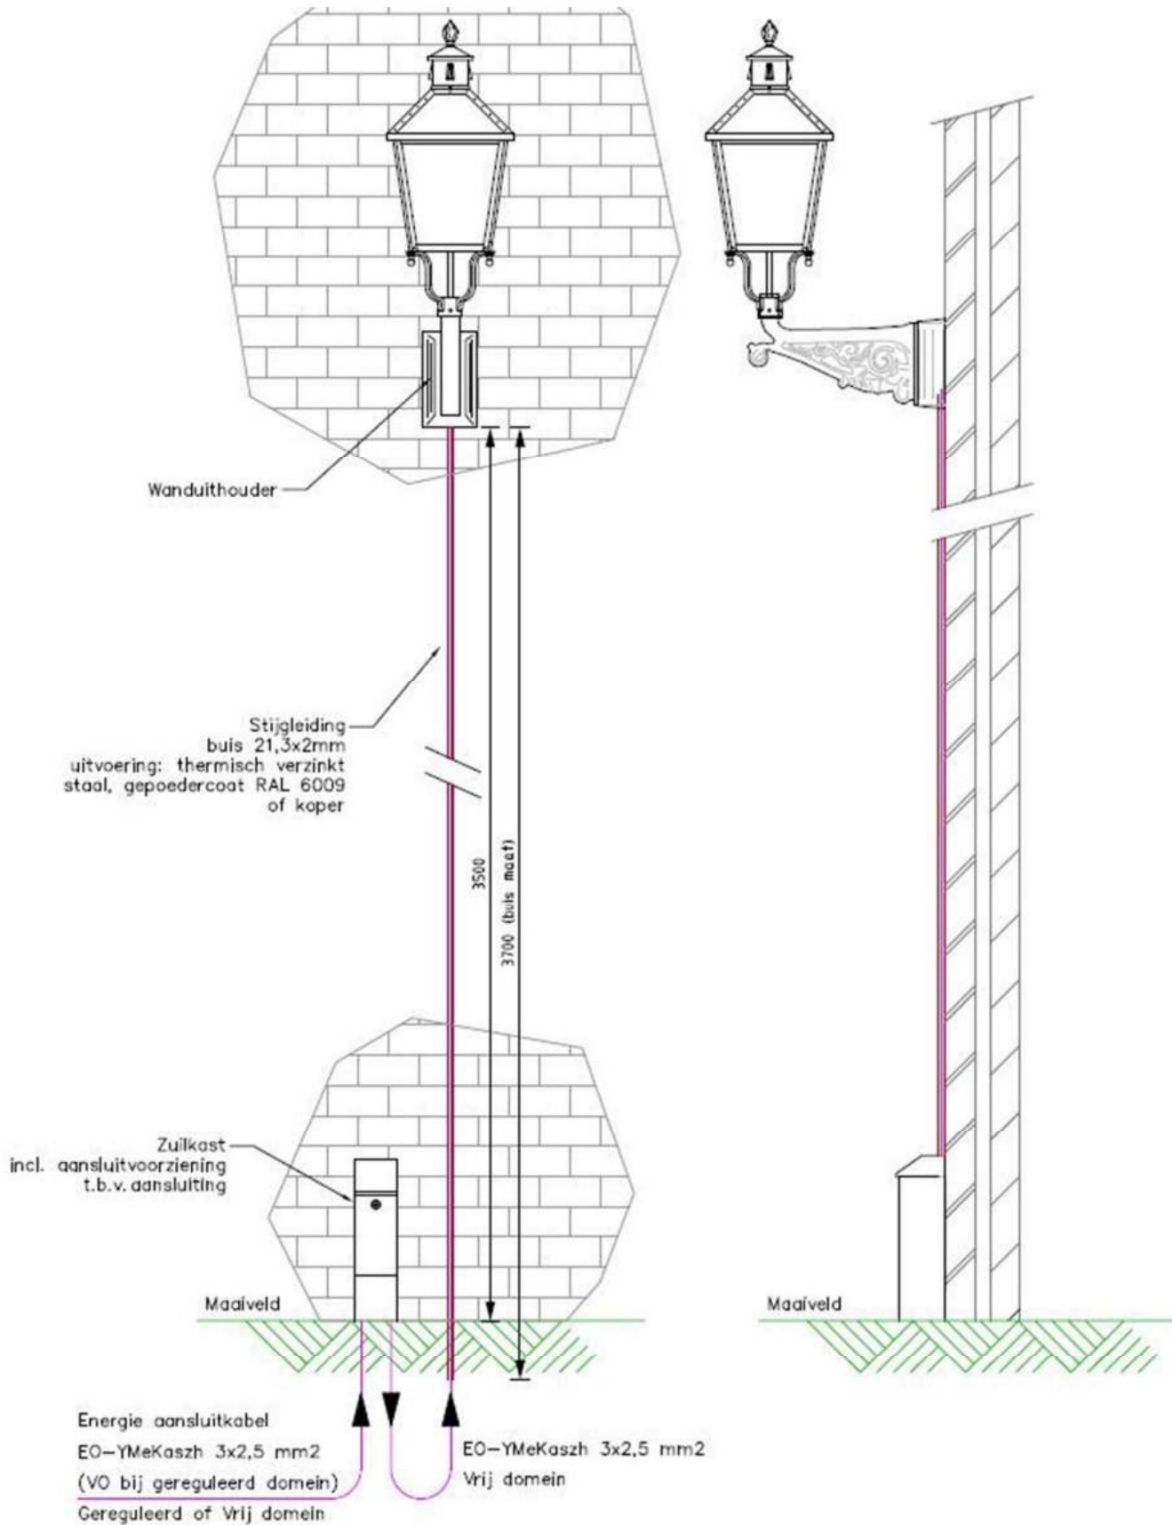 Wanduithouder
Stijgleiding
buis 21,3x2mm
uitvoering: thermisch verzinkt
staal, gepoedercoat RAL 6009
of koper
3500
3700 (buis maat)
Zuilkast
incl. aansluitvoorziening
t.b.v. aansluiting
Maaiveld
Maaiveld
Energie aansluitkabel
EO-YMeKaszh 3x2,5 mm2
(VO bij gereguleerd domein)
Gereguleerd of Vrij domein
EO-YMeKaszh 3x2,5 mm2
Vrij domein